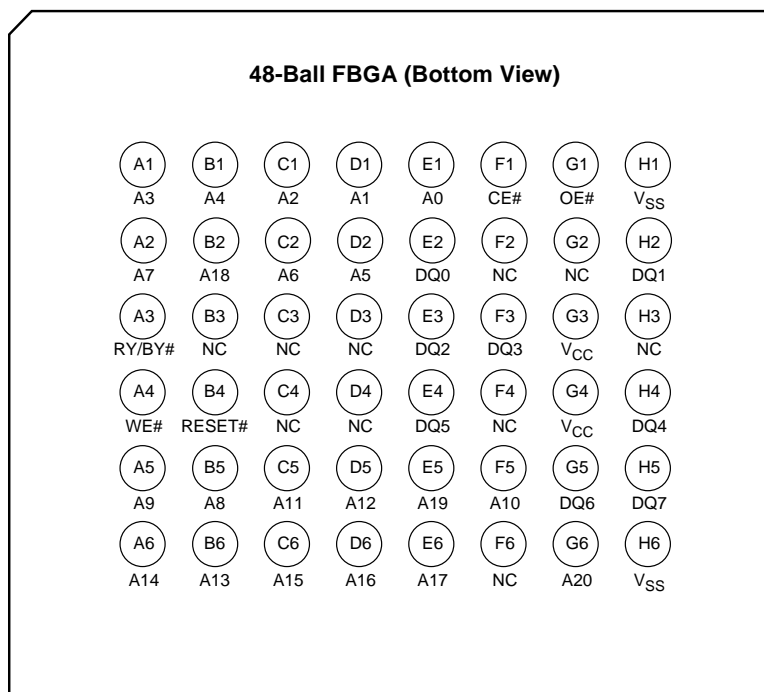 48-Ball FBGA (Bottom View)
A1 B1 C1 D1 E1 F1 G1 H1
A3 A4 A2 A1 A0 CE# OE# VSS
A2 B2 C2 D2 E2 F2 G2 H2
A7 A18 A6 A5 DQ0 NC NC DQ1
A3 B3 C3 D3 E3 F3 G3 H3
RY/BY# NC NC NC DQ2 DQ3 VCC NC
A4 B4 C4 D4 E4 F4 G4 H4
WE# RESET# NC NC DQ5 NC VCC DQ4
A5 B5 C5 D5 E5 F5 G5 H5
A9 A8 A11 A12 A19 A10 DQ6 DQ7
A6 B6 C6 D6 E6 F6 G6 H6
A14 A13 A15 A16 A17 NC A20 VSS